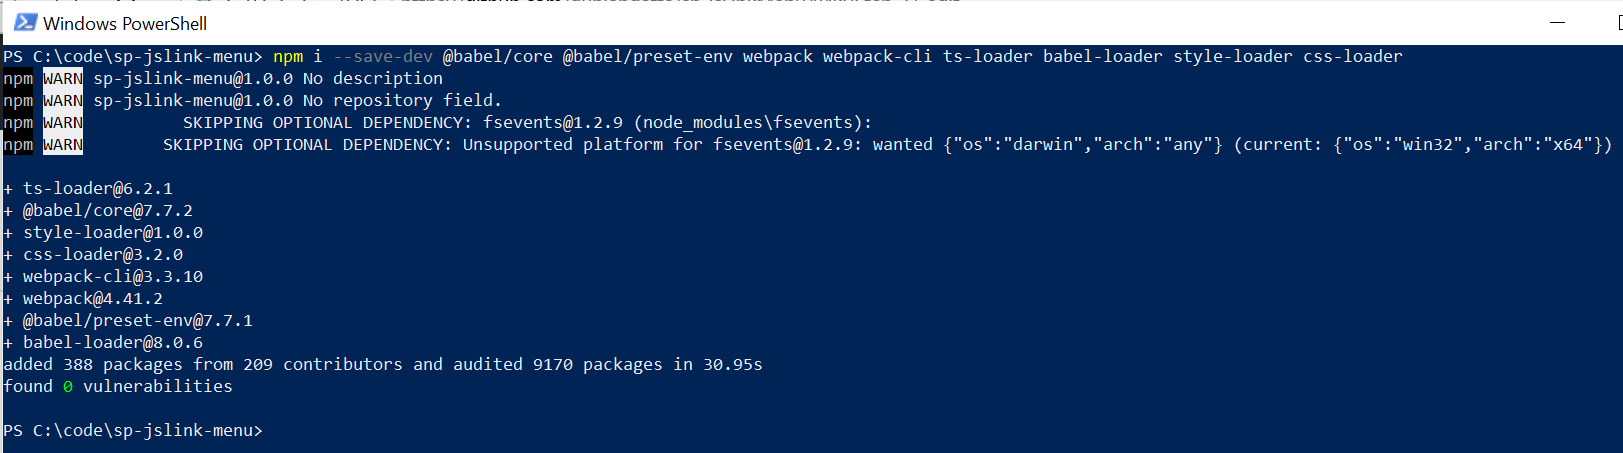 Windows PowerShell
PS C:\code\sp-jslink-menu> npm i --save-dev @babel/core @babel/preset-env webpack webpack-cli ts-loader babel-loader style-loader css-loader
npm WARN sp-jslink-menu@1.0.0 No description
npm WARN sp-jslink-menu@1.0.0 No repository field.
npm WARN SKIPPING OPTIONAL DEPENDENCY: fsevents@1.2.9 (node_modules\fsevents):
npm WARN SKIPPING OPTIONAL DEPENDENCY: Unsupported platform for fsevents@1.2.9: wanted {"os":"darwin","arch":"any"} (current: {"os":"win32","arch":"x64"})
+ ts-loader@6.2.1
+ @babel/core@7.7.2
+ style-loader@1.0.0
+ css-loader@3.2.0
+ webpack-cli@3.3.10
+ webpack@4.41.2
+ @babel/preset-env@7.7.1
+ babel-loader@8.0.6
added 388 packages from 209 contributors and audited 9170 packages in 30.95s
found 0 vulnerabilities
PS C:\code\sp-jslink-menu>